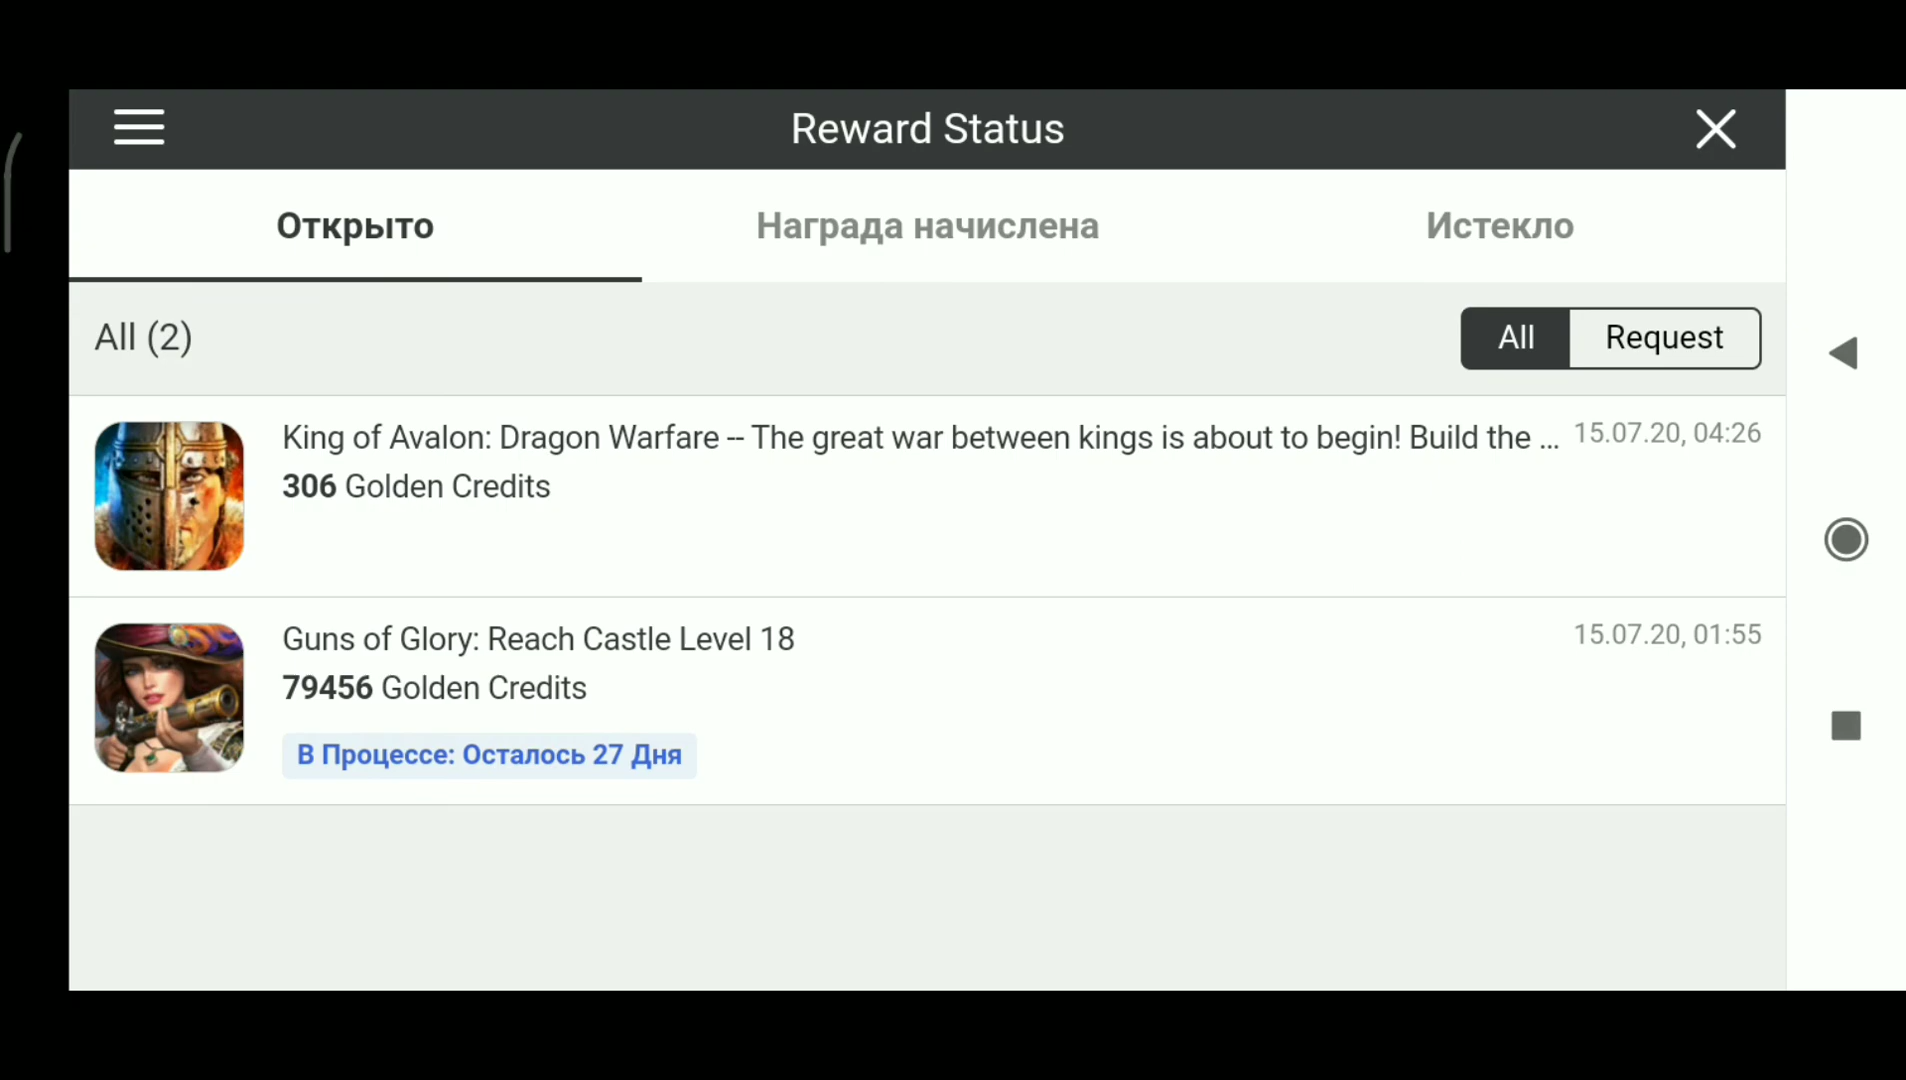 Reward Status
Открыто
Награда начислена
Истекло
All (2)
All
Request
King of Avalon: Dragon Warfare -- The great war between kings is about to begin! Build the ...
15.07.20, 04:26
306 Golden Credits
Guns of Glory: Reach Castle Level 18
15.07.20, 01:55
79456 Golden Credits
В Процессе: Осталось 27 Дня